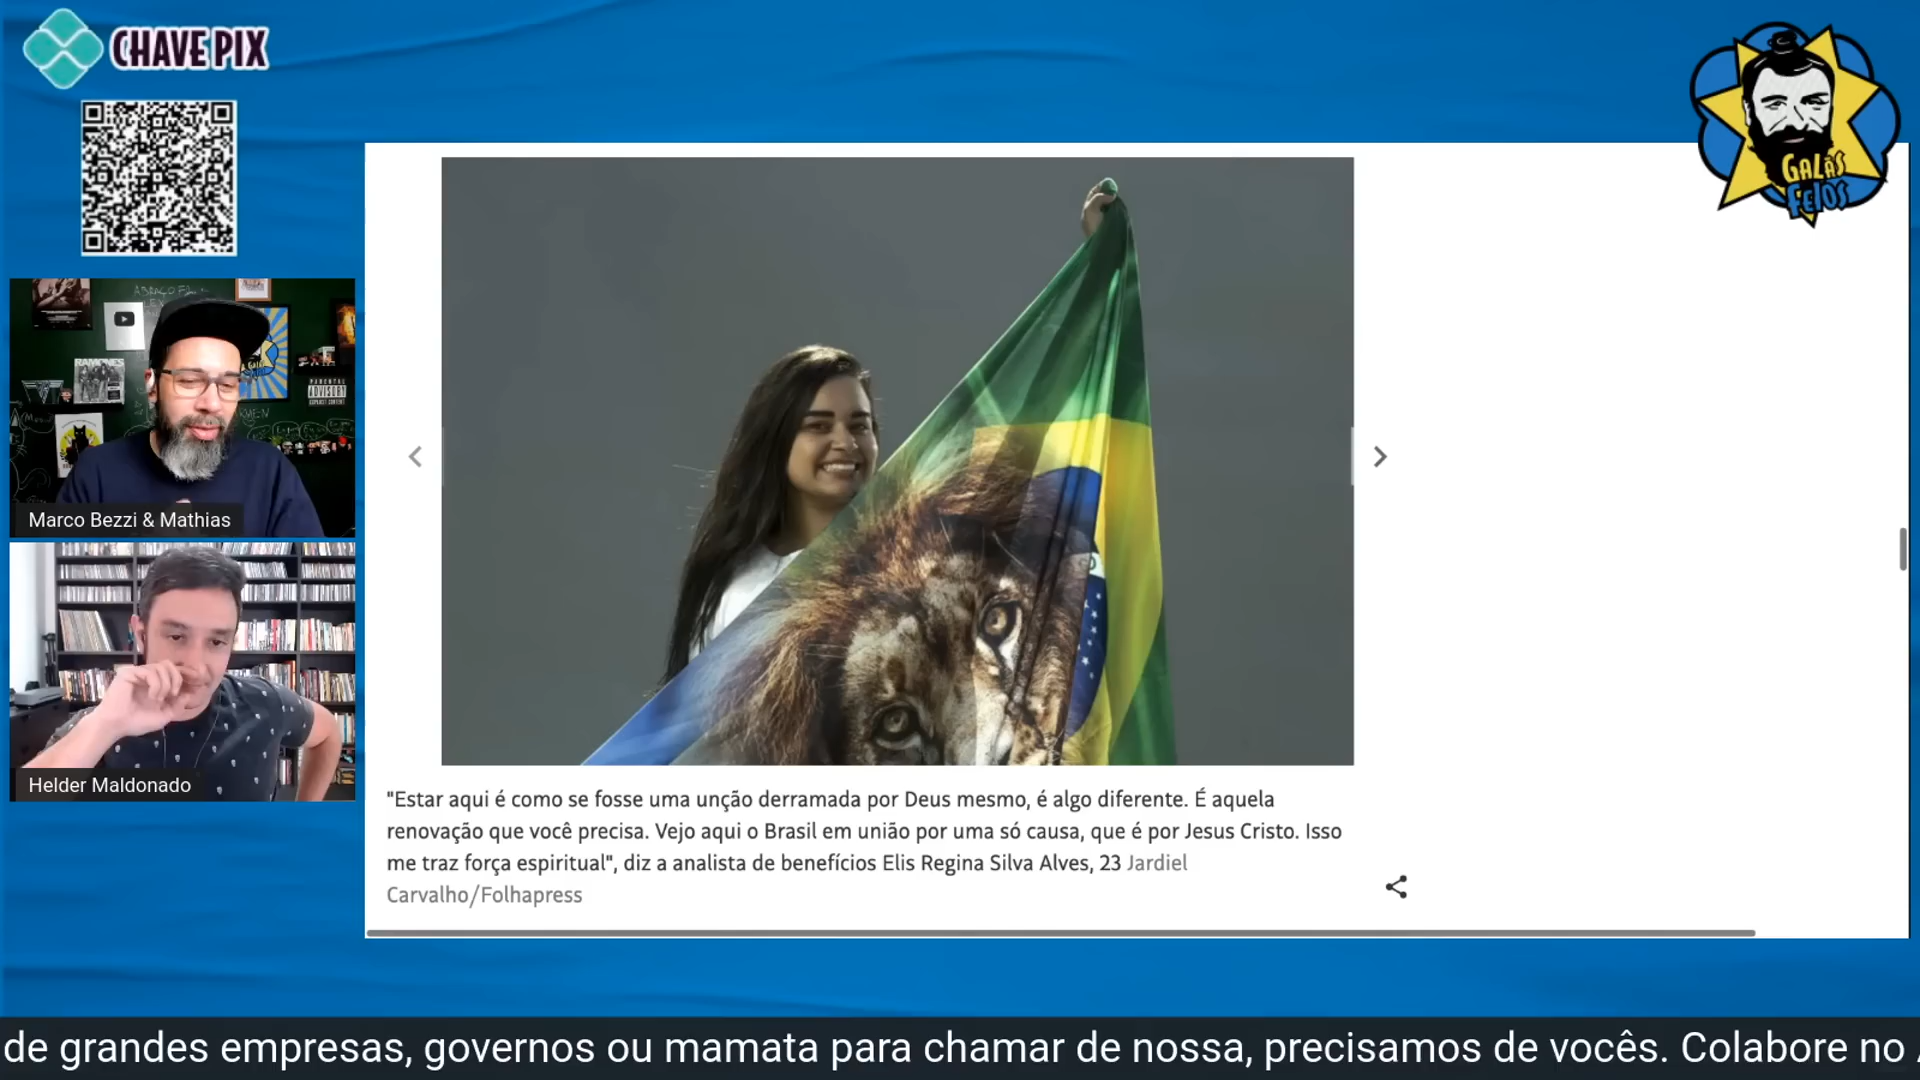 CHAVE PIX
GALÃS
FEIOS
RAMONES
PARENTAL
ADVISORY
Marco Bezzi & Mathias
Helder Maldonado
"Estar aqui é como se fosse uma unção derramada por Deus mesmo, é algo diferente. É aquela
renovação que você precisa. Vejo aqui o Brasil em união por uma só causa, que é por Jesus Cristo. Isso
me traz força espiritual", diz a analista de benefícios Elis Regina Silva Alves, 23 Jardiel
Carvalho/Folhapress
de grandes empresas, governos ou mamata para chamar de nossa, precisamos de vocês. Colabore no